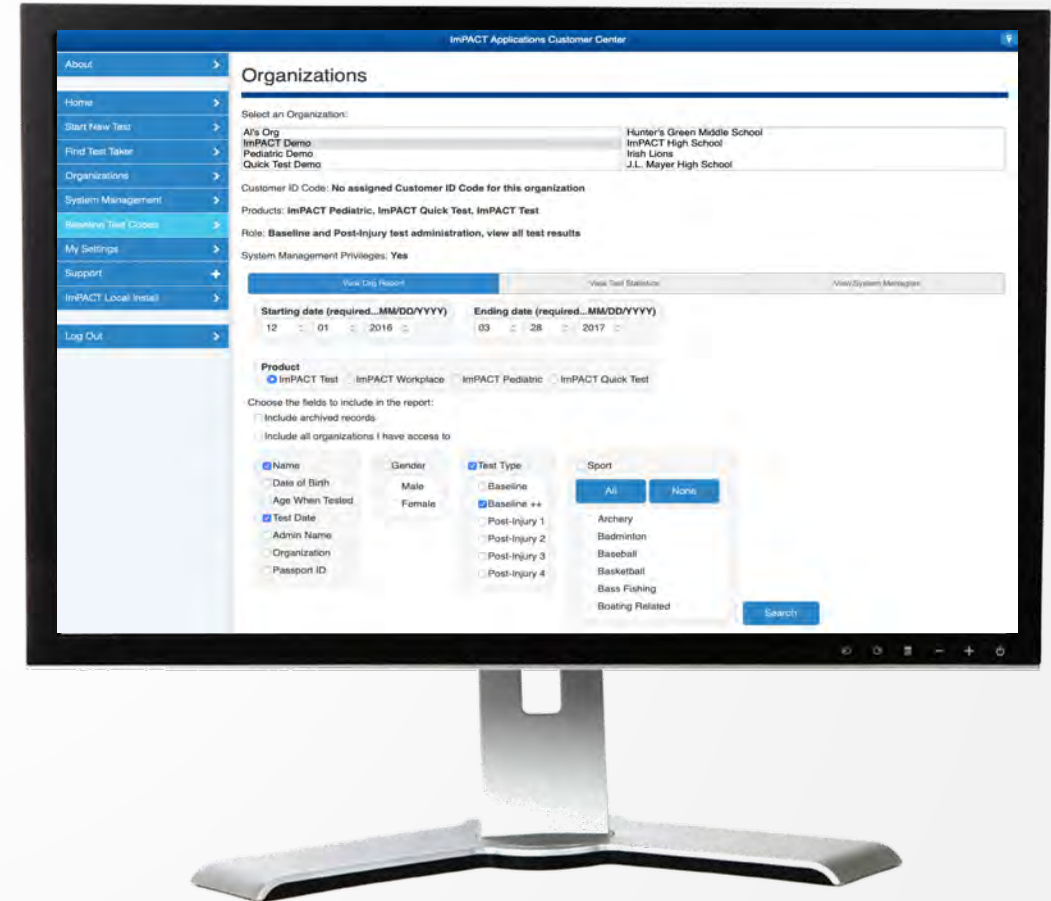 ImPACT Applications Customer Center
About
Home
Start New Test
Find Test Taker
Organizations
System Management
Baseline Test Codes
My Settings
Support
ImPACT Local Install
Log Out
Organizations
Select an Organization:
Al's Org
ImPACT Demo
Pediatric Demo
Quick Test Demo
Hunter's Green Middle School
ImPACT High School
Irish Lions
J.L. Mayer High School
Customer ID Code: No assigned Customer ID Code for this organization
Products: ImPACT Pediatric, ImPACT Quick Test, ImPACT Test
Role: Baseline and Post-Injury test administration, view all test results
System Management Privileges: Yes
View Org Report
View Test Statistics
View System Managers
Starting date (required...MM/DD/YYYY)
12 01 2016
Ending date (required...MM/DD/YYYY)
03 28 2017
Product
ImPACT Test ImPACT Workplace ImPACT Pediatric ImPACT Quick Test
Choose the fields to include in the report:
Include archived records
Include all organizations I have access to
Name
Date of Birth
Age When Tested
Test Date
Admin Name
Organization
Passport ID
Gender
Male
Female
Test Type
Baseline
Baseline ++
Post-Injury 1
Post-Injury 2
Post-Injury 3
Post-Injury 4
Sport
All None
Archery
Badminton
Baseball
Basketball
Bass Fishing
Boating Related
Search